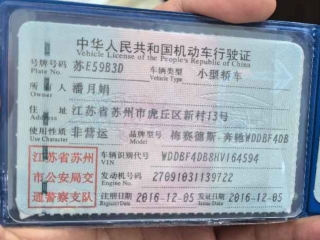 中华人民共和国机动车行驶证
Vehicle License of the People's Republic of China
号牌号码 苏E59B3D 车辆类型 小型轿车
Plate No. Vehicle Type
所有人 潘月娟
Owner
住址 江苏省苏州市虎丘区新村13号
Address
使用性质 非营运 品牌型号 梅赛德斯-奔驰WDDBF4DB
Use Character Model
江苏省苏州 车辆识别代号 WDDBF4DB8HV164594
VIN
市公安局交 发动机号码 27091031139722
Engine No.
通警察支队 注册日期 2016-12-05 发证日期 2016-12-05
Register Date Issue Date